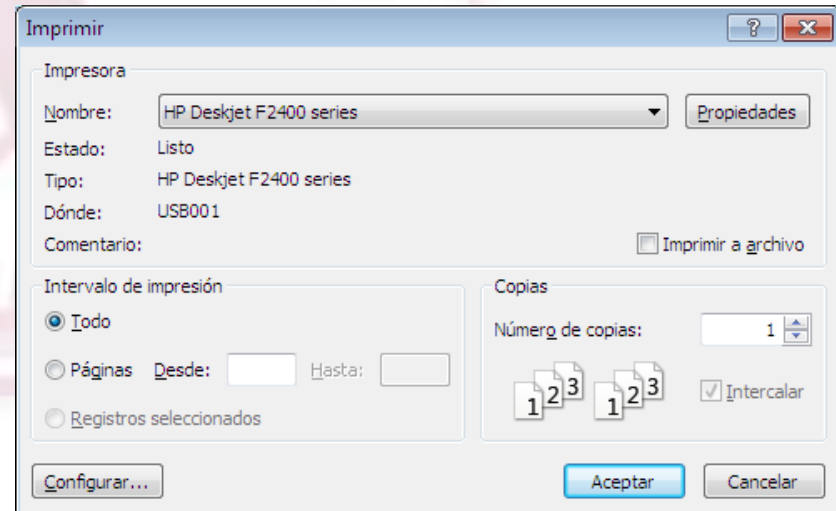 Imprimir
Impresora
Nombre: HP Deskjet F2400 series Propiedades
Estado: Listo
Tipo: HP Deskjet F2400 series
Dónde: USB001
Comentario: Imprimir a archivo
Intervalo de impresión
Todo
Páginas Desde: Hasta:
Registros seleccionados
Copias
Número de copias: 1
1 2 3 1 2 3
Intercalar
Configurar... Aceptar Cancelar